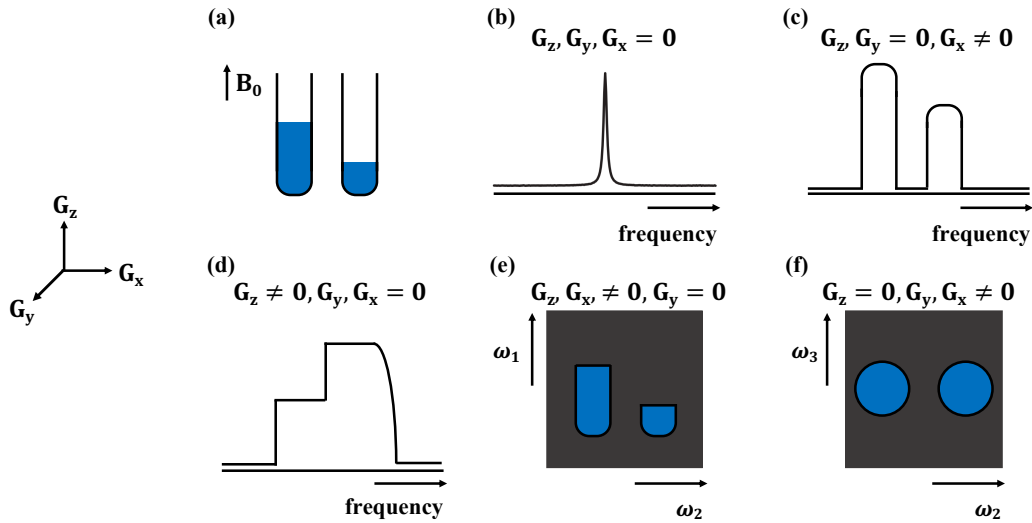 (a)
B₀
(b)
G_z, G_y, G_x = 0
frequency
(c)
G_z, G_y = 0, G_x ≠ 0
frequency
G_z
G_x
G_y
(d)
G_z ≠ 0, G_y, G_x = 0
frequency
(e)
G_z, G_x, ≠ 0, G_y = 0
ω₁
ω₂
(f)
G_z = 0, G_y, G_x ≠ 0
ω₃
ω₂